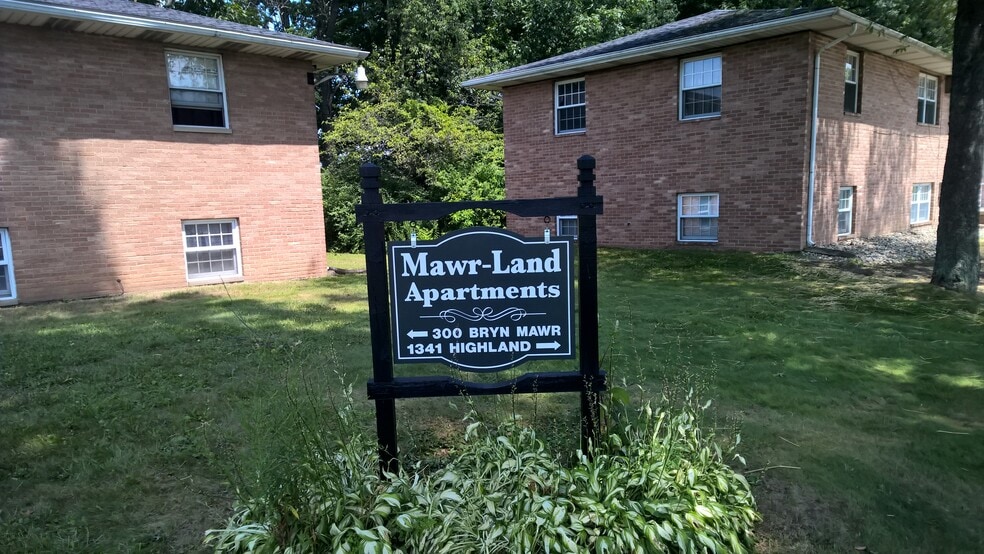 Mawr-Land
Apartments
← 300 BRYN MAWR
1341 HIGHLAND →